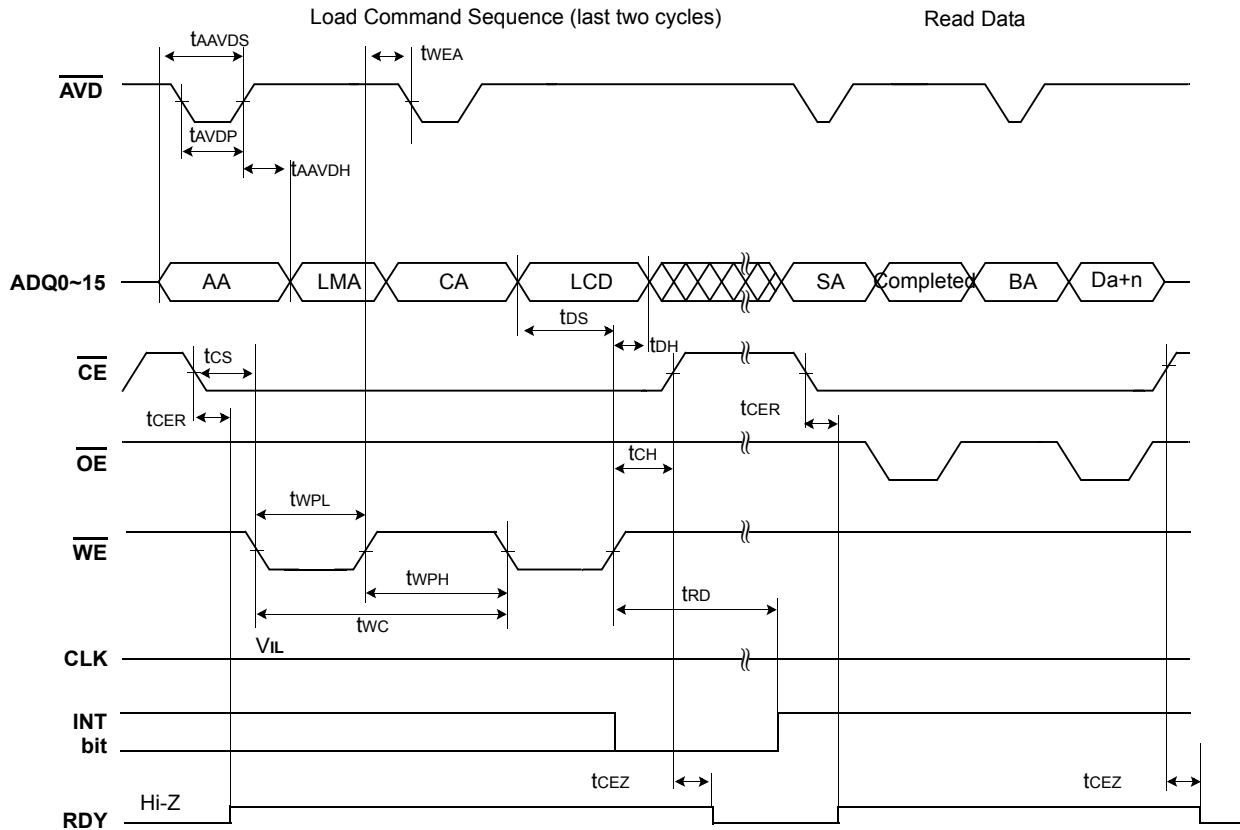 Load Command Sequence (last two cycles)
Read Data
tAAVDS
tWEA
AVD
tAVDP
tAAVDH
ADQ0~15
AA
LMA
CA
LCD
SA
Completed
BA
Da+n
tDS
tDH
tCS
CE
tCER
tCER
OE
tCH
tWPL
WE
tWPH
tRD
tWC
VIL
CLK
INT
bit
tCEZ
tCEZ
Hi-Z
RDY